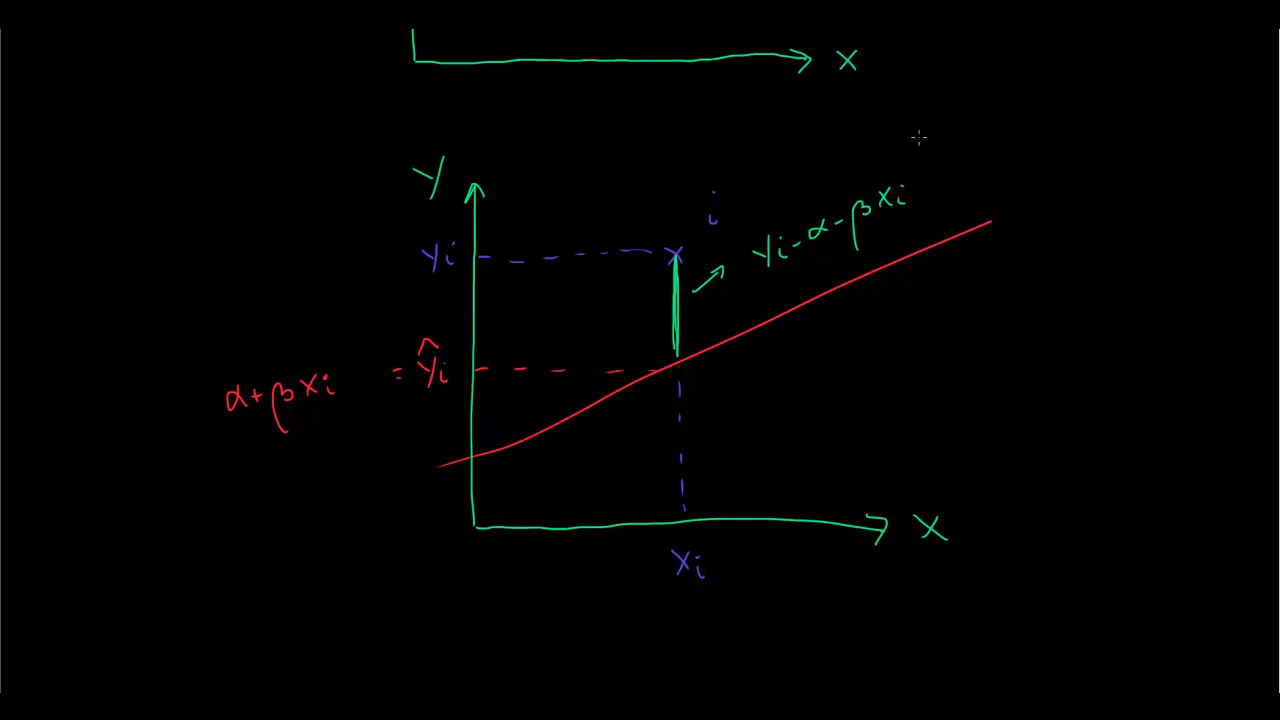 X
Y
i
yi - α - βxi
yi
α + βxi = ŷi
X
xi